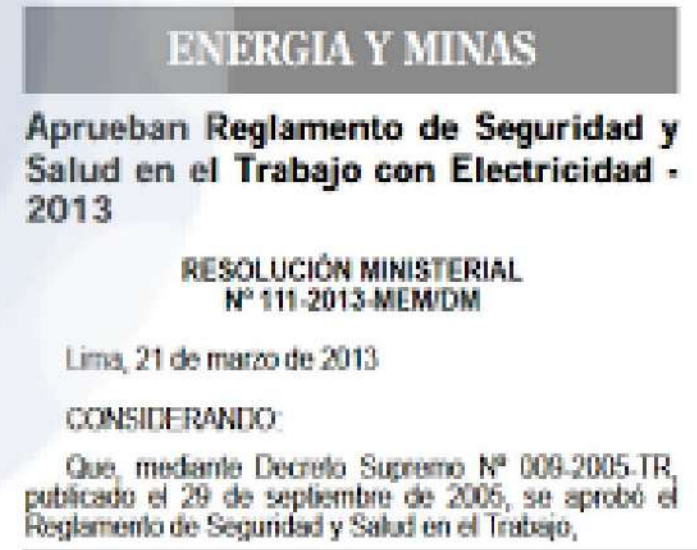 ENERGIA Y MINAS
Aprueban Reglamento de Seguridad y
Salud en el Trabajo con Electricidad -
2013
RESOLUCIÓN MINISTERIAL
Nº 111-2013-MEM/DM
Lima, 21 de marzo de 2013
CONSIDERANDO:
Que, mediante Decreto Supremo Nº 009-2005-TR,
publicado el 29 de septiembre de 2005, se aprobó el
Reglamento de Seguridad y Salud en el Trabajo,